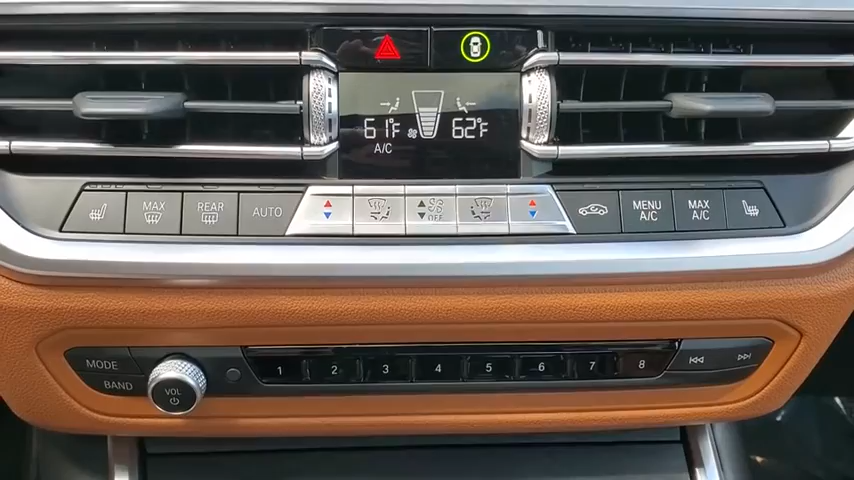 61°F 62°F
A/C
MAX REAR AUTO OFF MENU A/C MAX A/C
MODE 1 2 3 4 5 6 7 8
BAND VOL